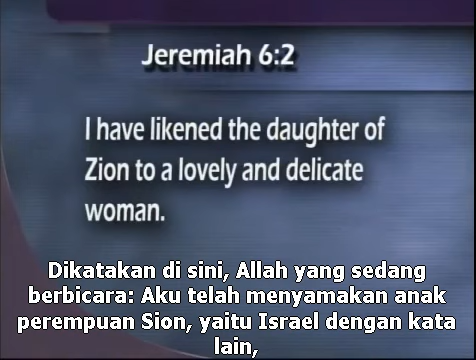 Jeremiah 6:2
I have likened the daughter of
Zion to a lovely and delicate
woman.
Dikatakan di sini, Allah yang sedang
berbicara: Aku telah menyamakan anak
perempuan Sion, yaitu Israel dengan kata
lain,